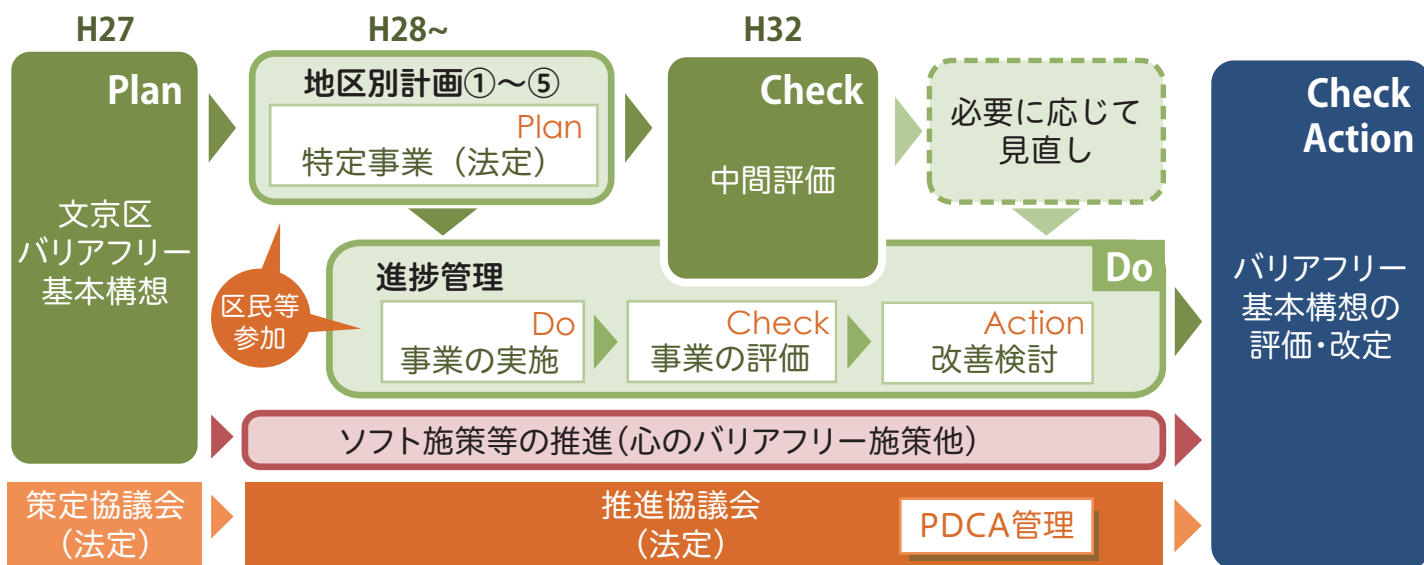 H27
H28~
H32
Plan
文京区
バリアフリー
基本構想
地区別計画①～⑤
Plan
特定事業（法定）
Check
中間評価
必要に応じて
見直し
Check
Action
バリアフリー
基本構想の
評価・改定
区民等
参加
進捗管理
Do
Do
事業の実施
Check
事業の評価
Action
改善検討
ソフト施策等の推進（心のバリアフリー施策他）
策定協議会
（法定）
推進協議会
（法定）
PDCA管理